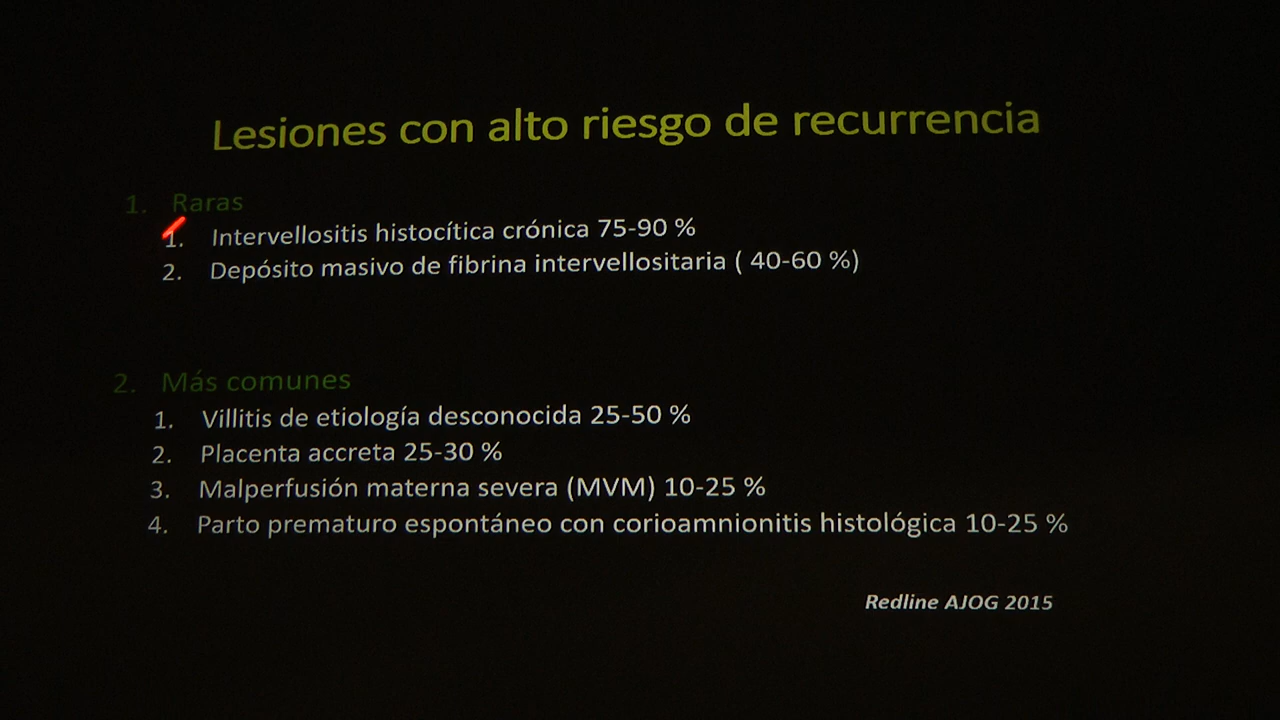 Lesiones con alto riesgo de recurrencia
1. Raras
1. Intervellositis histocítica crónica 75-90 %
2. Depósito masivo de fibrina intervellositaria ( 40-60 %)
2. Más comunes
1. Villitis de etiología desconocida 25-50 %
2. Placenta accreta 25-30 %
3. Malperfusión materna severa (MVM) 10-25 %
4. Parto prematuro espontáneo con corioamnionitis histológica 10-25 %
Redline AJOG 2015